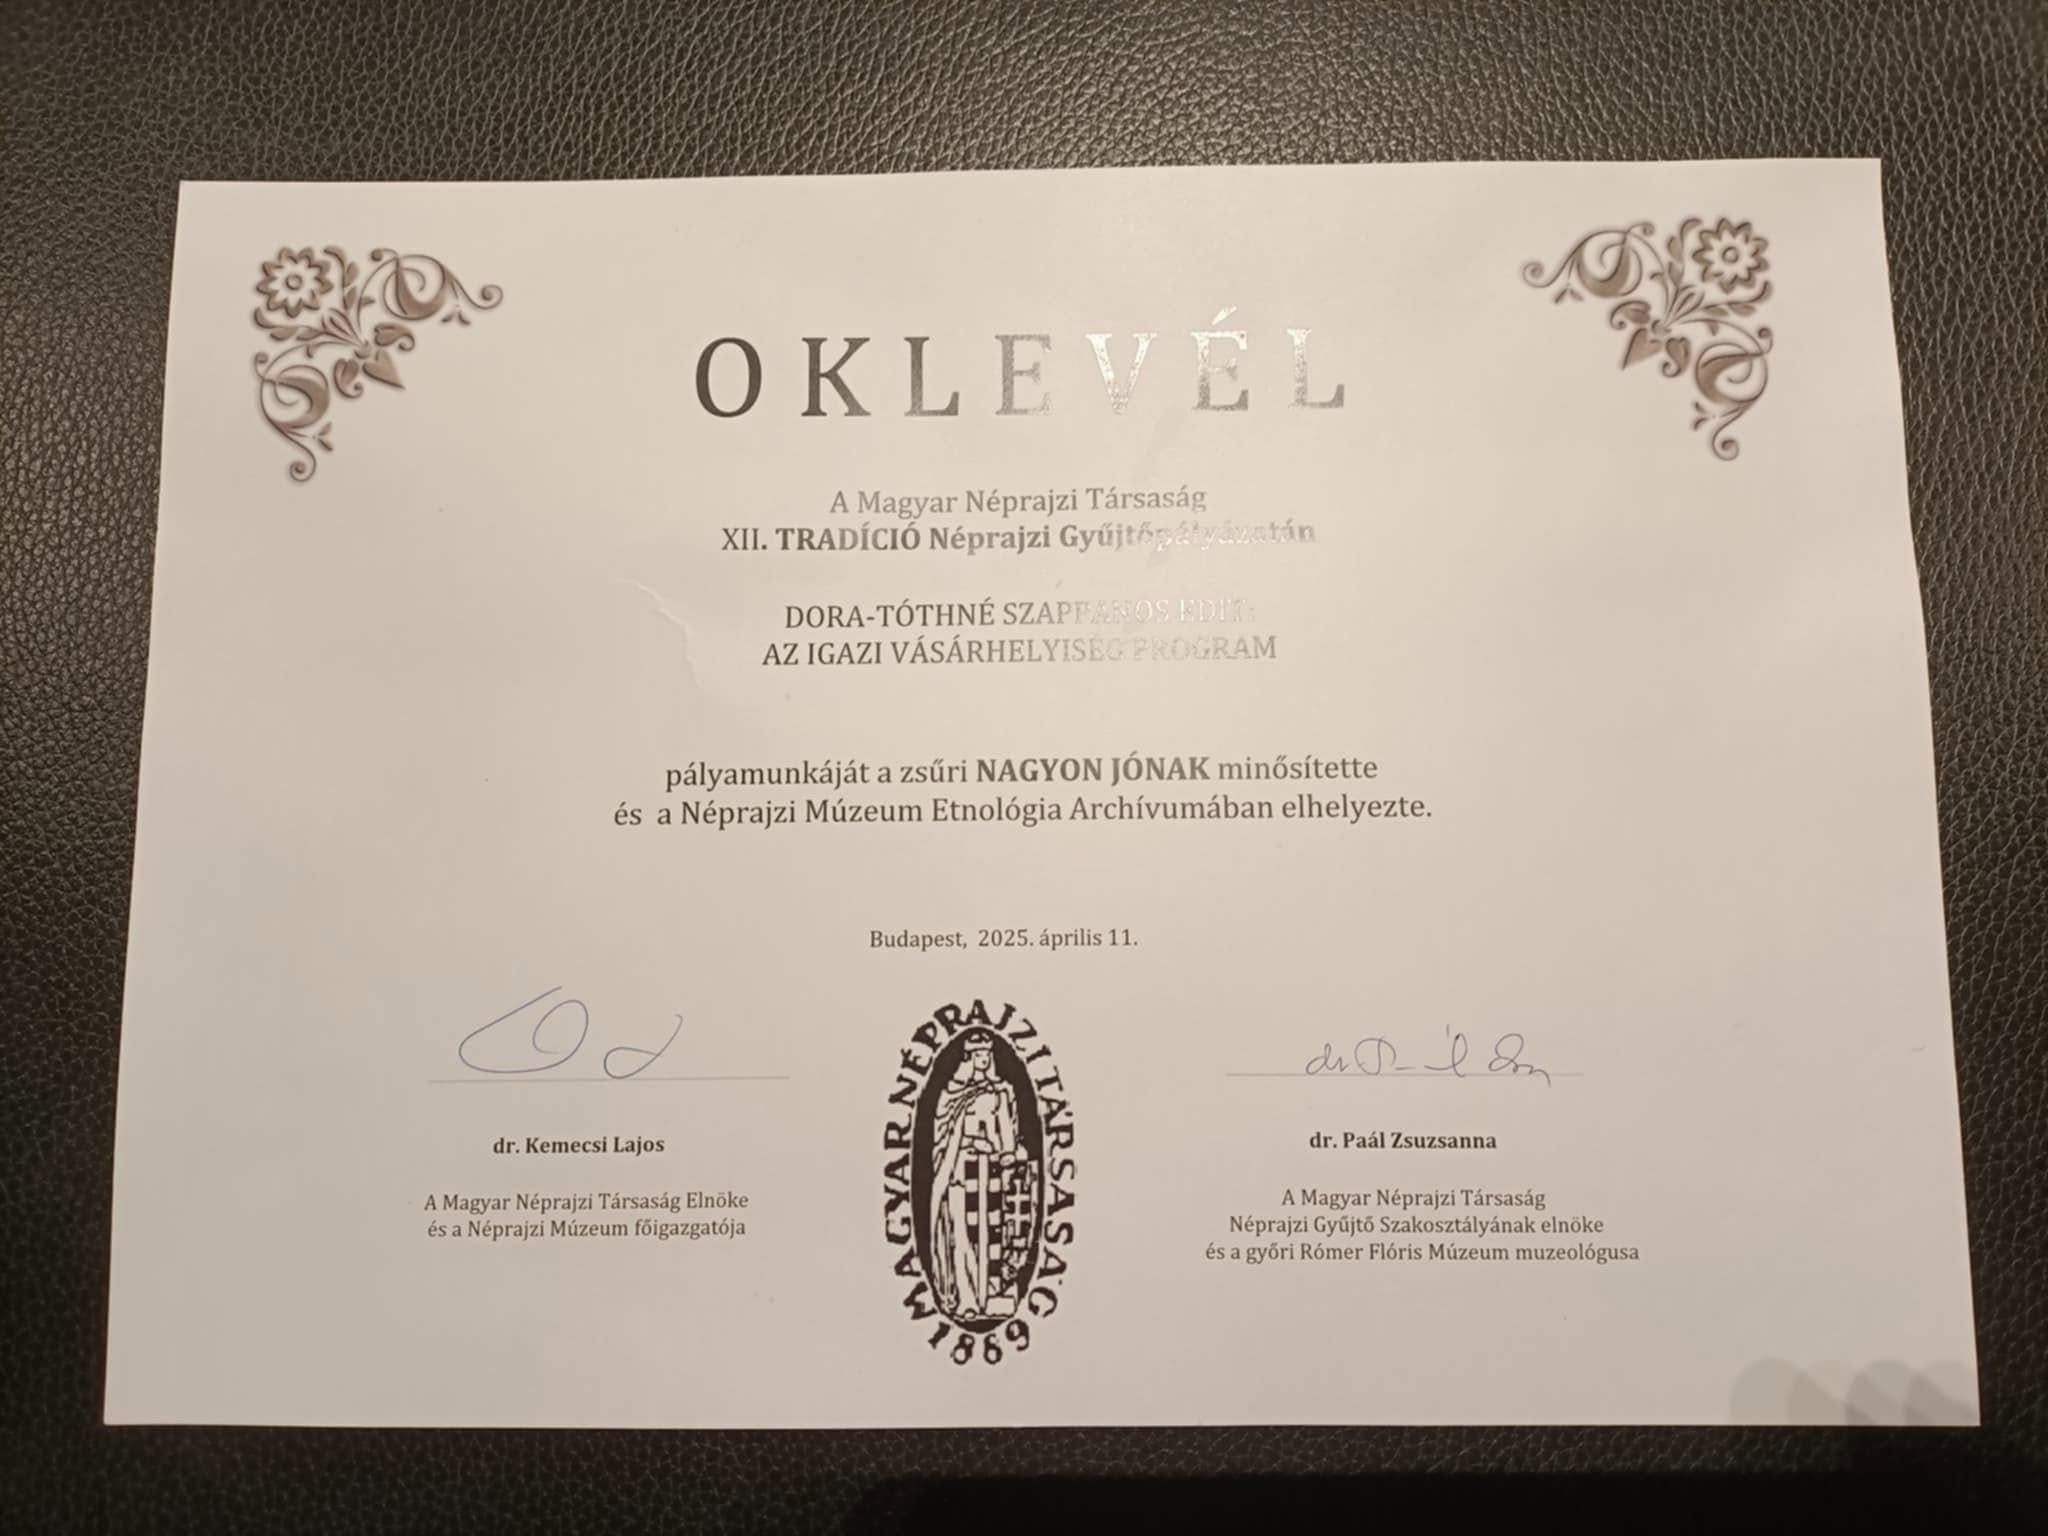 OKLEVÉL
A Magyar Néprajzi Társaság
XII. TRADÍCIÓ Néprajzi Gyűjtőpályázatán
DORA-TÓTHNÉ SZAPPANOS EDIT:
AZ IGAZI VÁSÁRHELYISÉG PROGRAM
pályamunkáját a zsűri NAGYON JÓNAK minősítette
és a Néprajzi Múzeum Etnológia Archívumában elhelyezte.
Budapest, 2025. április 11.
dr. Kemecsi Lajos
A Magyar Néprajzi Társaság Elnöke
és a Néprajzi Múzeum főigazgatója
MAGYAR NÉPRAJZI TÁRSASÁG
1889
dr. Paál Zsuzsanna
A Magyar Néprajzi Társaság
Néprajzi Gyűjtő Szakosztályának elnöke
és a győri Rómer Flóris Múzeum muzeológusa